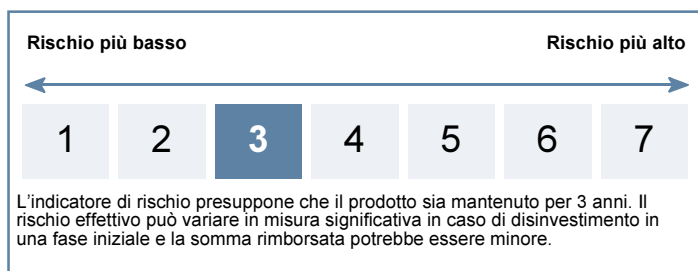 Rischio più basso Rischio più alto
1 2 3 4 5 6 7
L'indicatore di rischio presuppone che il prodotto sia mantenuto per 3 anni. Il
rischio effettivo può variare in misura significativa in caso di disinvestimento in
una fase iniziale e la somma rimborsata potrebbe essere minore.